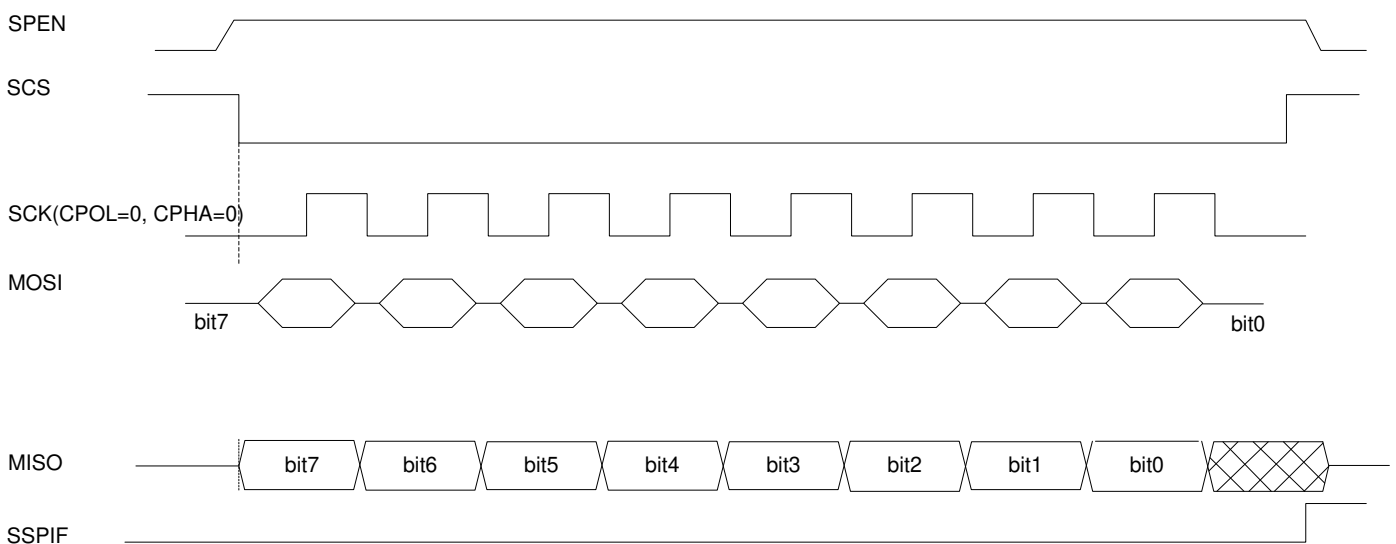 SPEN
SCS
SCK(CPOL=0, CPHA=0)
MOSI
bit7
bit0
MISO
bit7
bit6
bit5
bit4
bit3
bit2
bit1
bit0
SSPIF